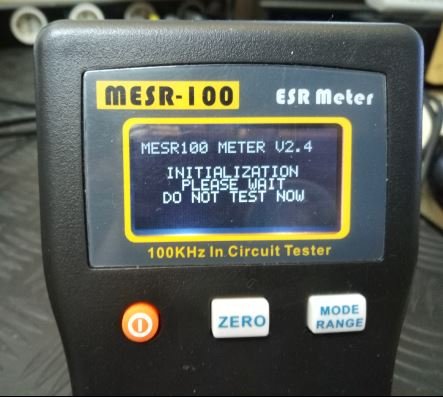 MESR-100 ESR Meter
MESR100 METER V2.4
INITIALIZATION
PLEASE WAIT
DO NOT TEST NOW
100KHz In Circuit Tester
ZERO
MODE
RANGE